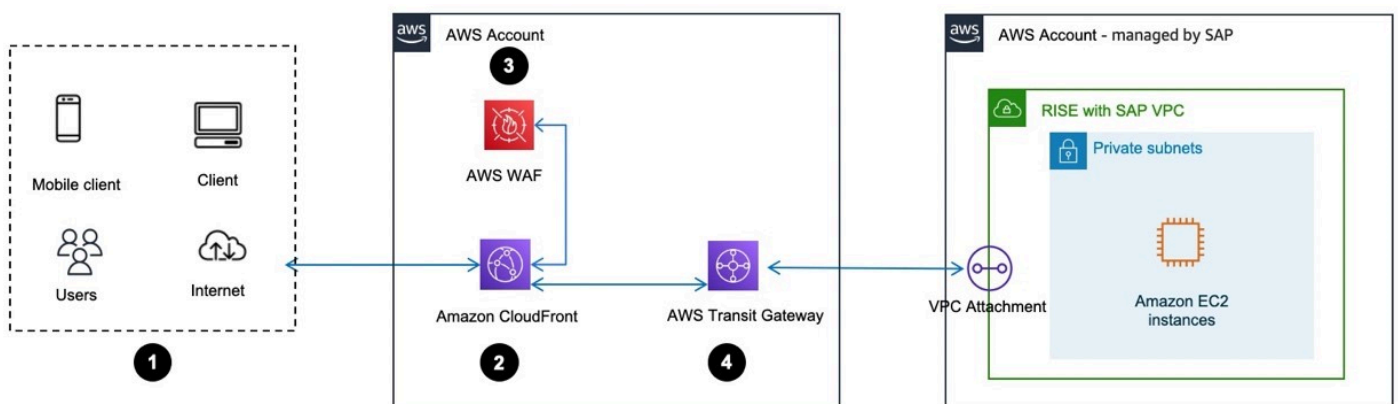 Mobile client
Client
Users
Internet
1
aws
AWS Account
3
AWS WAF
Amazon CloudFront
2
AWS Transit Gateway
4
aws
AWS Account - managed by SAP
RISE with SAP VPC
Private subnets
VPC Attachment
Amazon EC2
instances